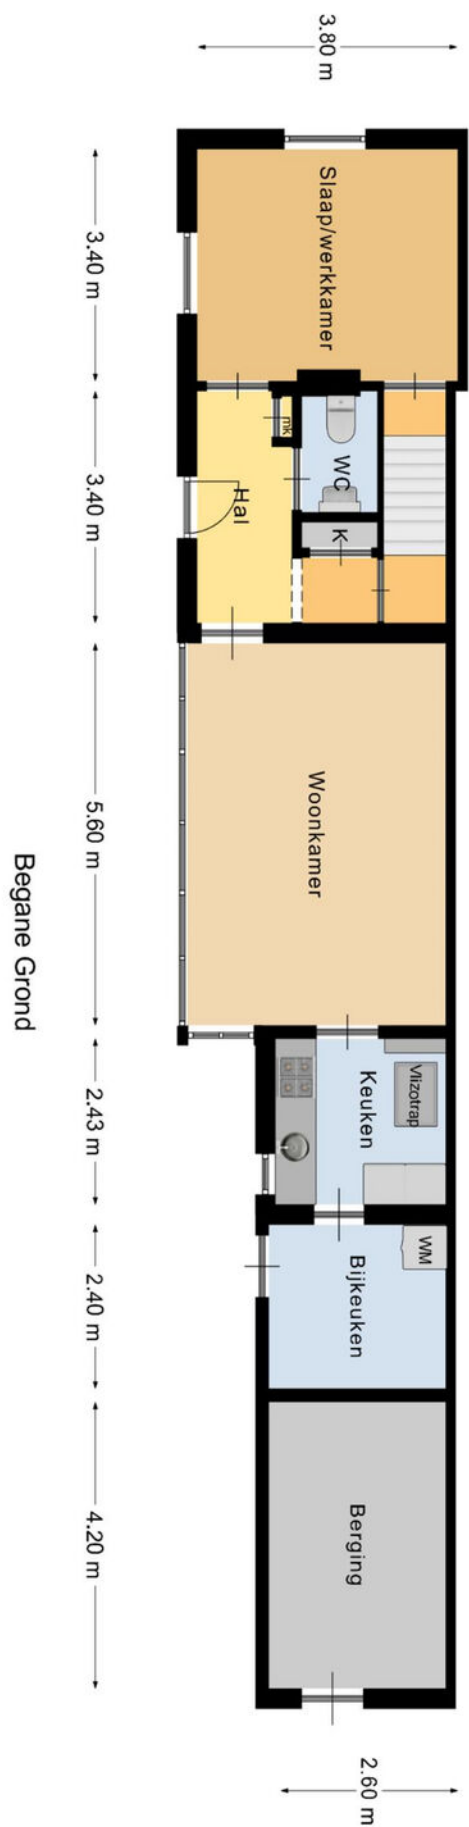 3.80 m
Slaap/werkkamer
3.40 m
mk
WC
Hal
K
3.40 m
Woonkamer
5.60 m
Vlizotrap
Keuken
2.43 m
WM
Bijkeuken
2.40 m
Berging
4.20 m
2.60 m
Begane Grond